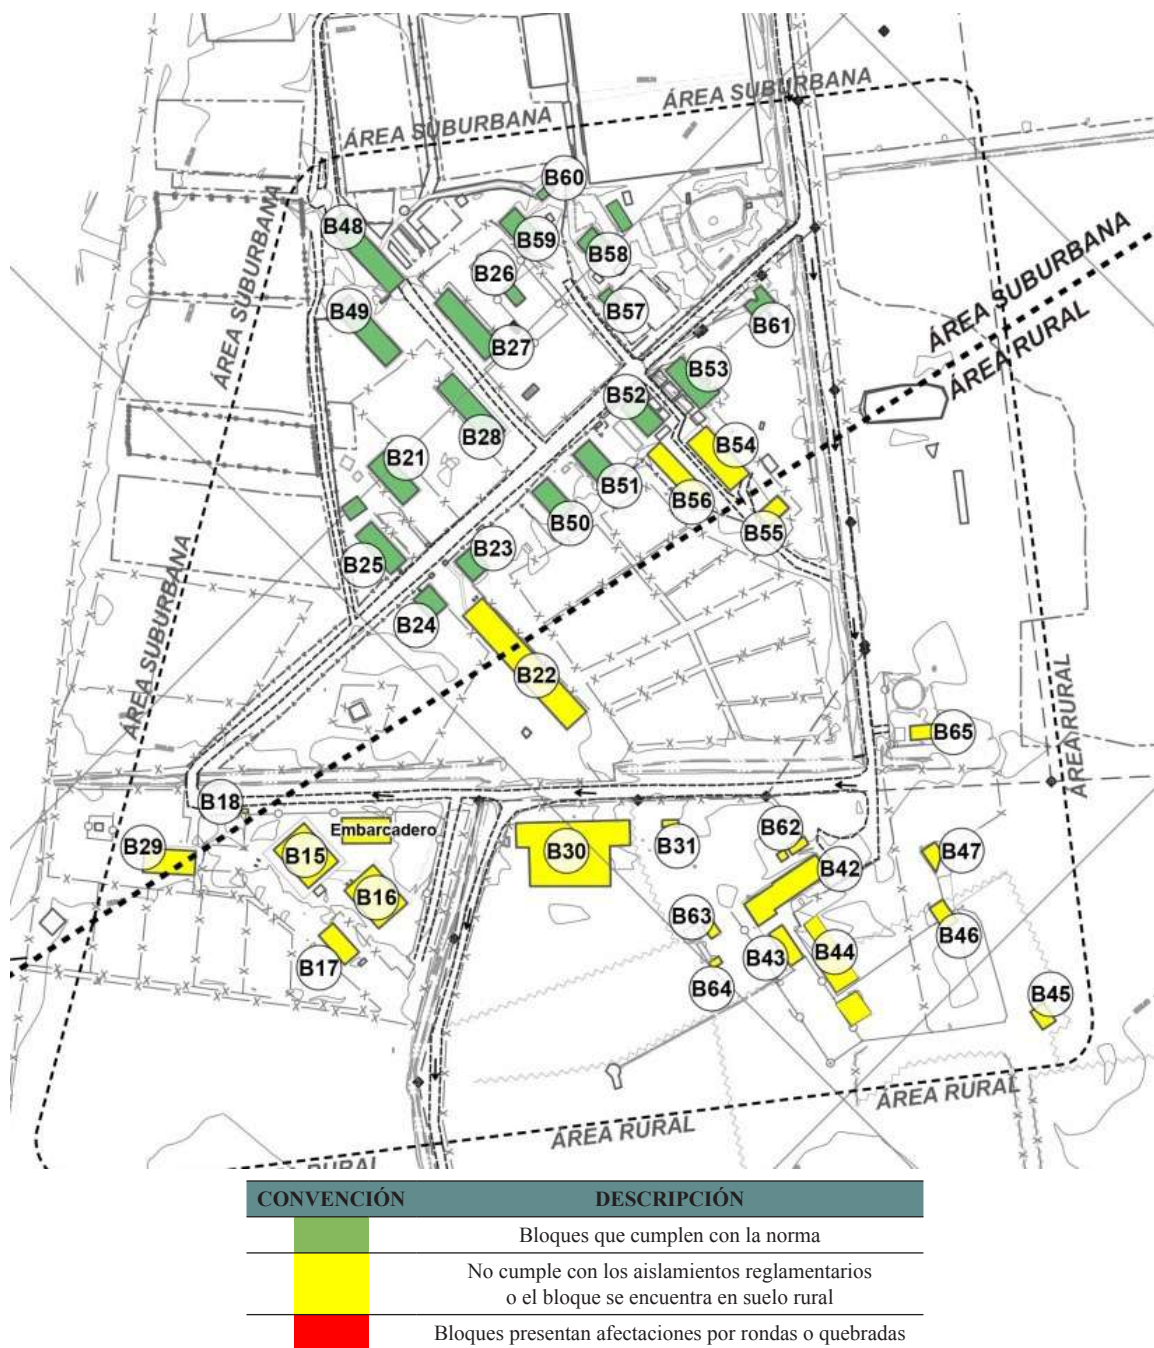 ÁREA SUBURBANA
ÁREA SUBURBANA
B60
B48
B59
B58
B26
ÁREA SUBURBANA
ÁREA SUBURBANA
ÁREA RURAL
B49
B57
B61
B27
B53
B52
B28
B54
B21
B51
B56
B50
B55
B23
B25
ÁREA SUBURBANA
B24
B22
ÁREA RURAL
B65
B18
Embarcadero
B29
B15
B30
B31
B62
B42
B47
B16
B63
B43
B44
B46
B17
B64
B45
ÁREA RURAL
ÁREA RURAL
RURAL
CONVENCIÓN DESCRIPCIÓN
Bloques que cumplen con la norma
No cumple con los aislamientos reglamentarios
o el bloque se encuentra en suelo rural
Bloques presentan afectaciones por rondas o quebradas